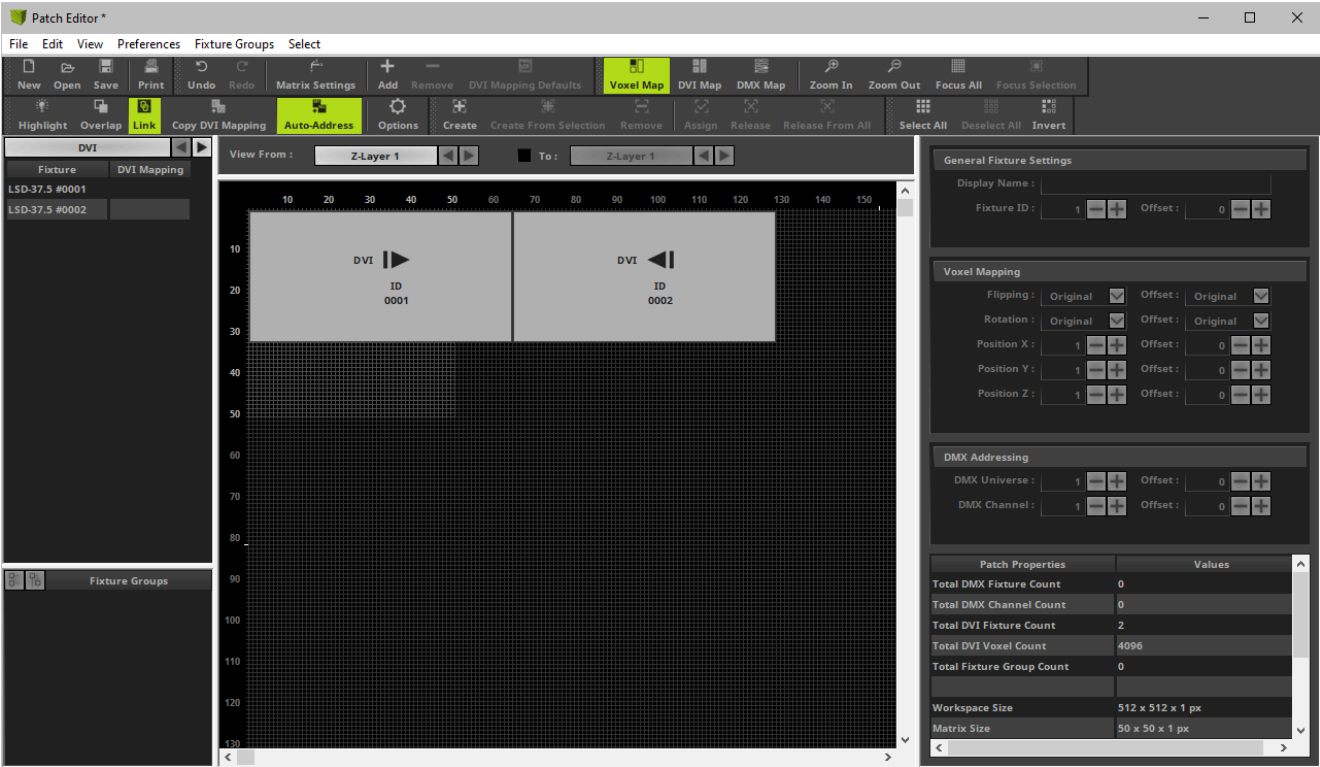 Patch Editor *
File Edit View Preferences Fixture Groups Select
New Open Save Print Undo Redo Matrix Settings Add Remove DVI Mapping Defaults Voxel Map DVI Map DMX Map Zoom In Zoom Out Focus All Focus Selection
Highlight Overlap Link Copy DVI Mapping Auto-Address Options Create Create From Selection Remove Assign Release Release From All Select All Deselect All Invert
DVI
Fixture DVI Mapping
LSD-37.5 #0001
LSD-37.5 #0002
Fixture Groups
View From : Z-Layer 1 To : Z-Layer 1
10 20 30 40 50 60 70 80 90 100 110 120 130 140 150
10
20
30
40
50
60
70
80
90
100
110
120
130
DVI
ID
0001
DVI
ID
0002
General Fixture Settings
Display Name :
Fixture ID : 1 Offset : 0
Voxel Mapping
Flipping : Original Offset : Original
Rotation : Original Offset : Original
Position X : 1 Offset : 0
Position Y : 1 Offset : 0
Position Z : 1 Offset : 0
DMX Addressing
DMX Universe : 1 Offset : 0
DMX Channel : 1 Offset : 0
Patch Properties Values
Total DMX Fixture Count 0
Total DMX Channel Count 0
Total DVI Fixture Count 2
Total DVI Voxel Count 4096
Total Fixture Group Count 0
Workspace Size 512 x 512 x 1 px
Matrix Size 50 x 50 x 1 px